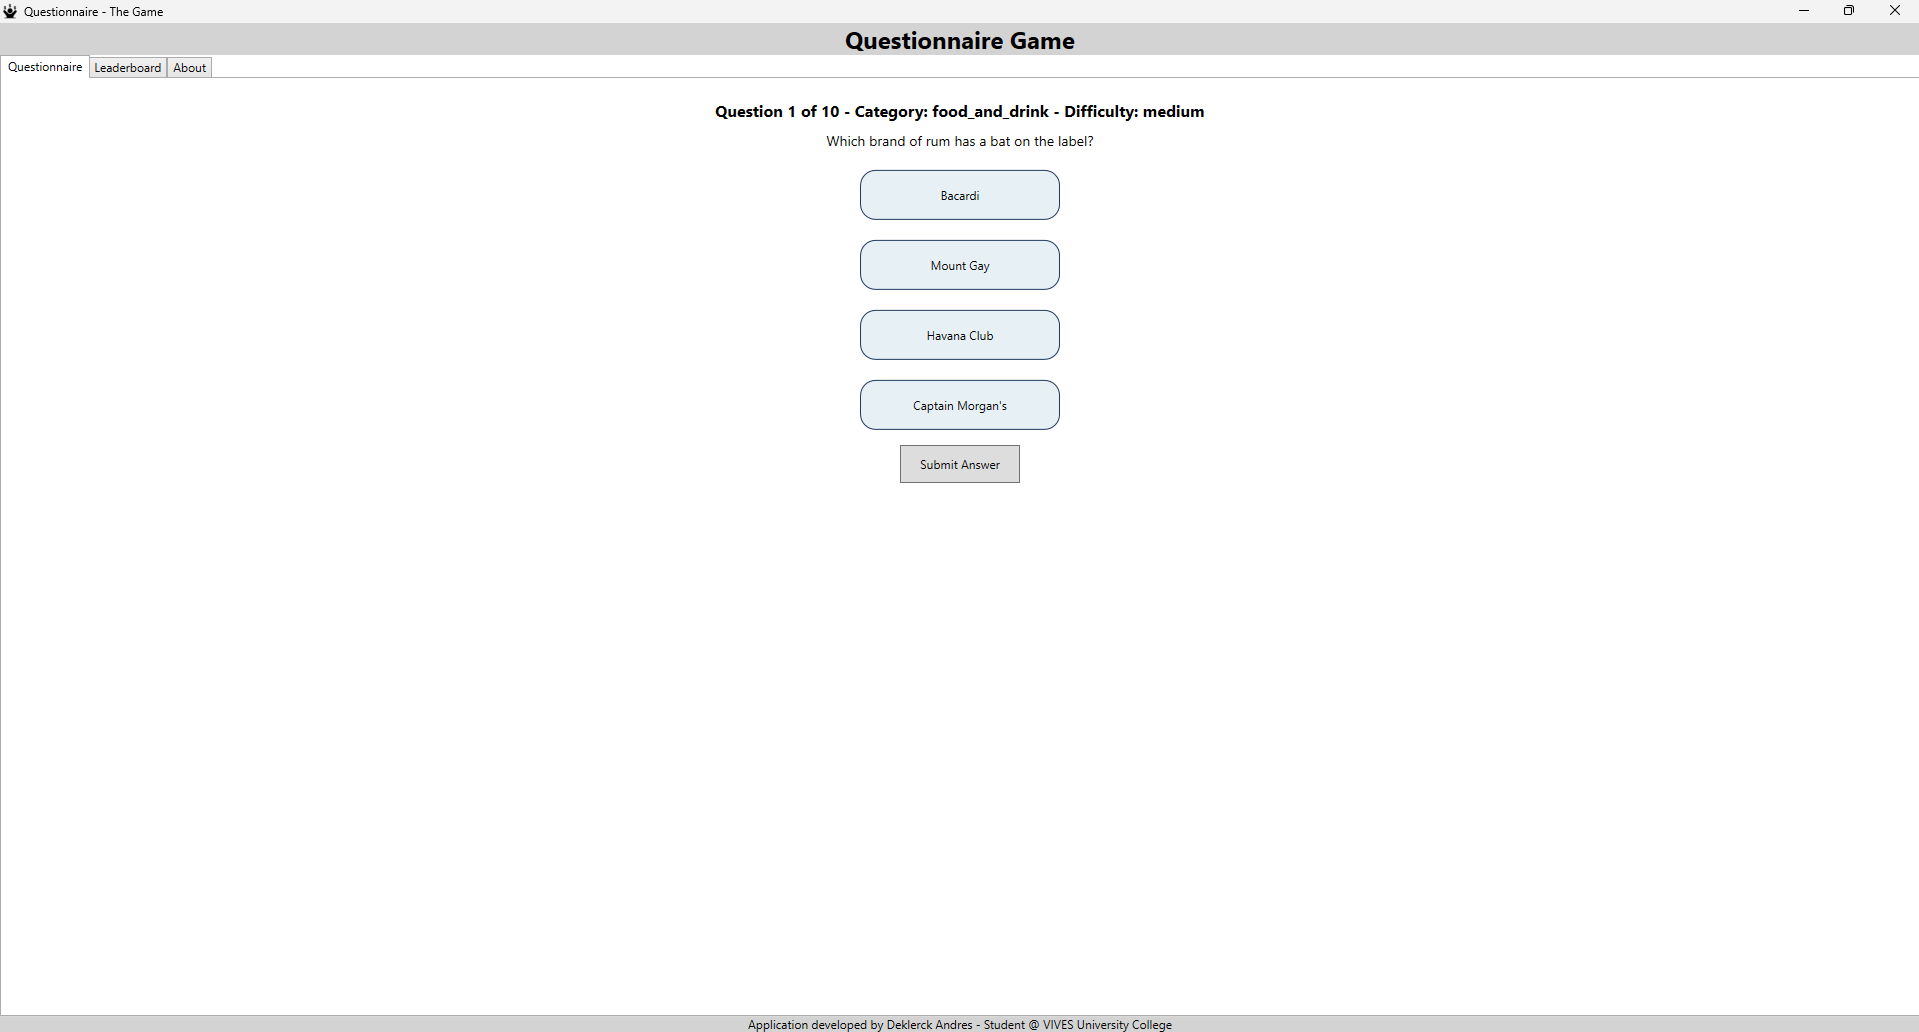 Questionnaire - The Game
Questionnaire Game
Questionnaire Leaderboard About
Question 1 of 10 - Category: food_and_drink - Difficulty: medium
Which brand of rum has a bat on the label?
Bacardi
Mount Gay
Havana Club
Captain Morgan's
Submit Answer
Application developed by Deklerck Andres - Student @ VIVES University College